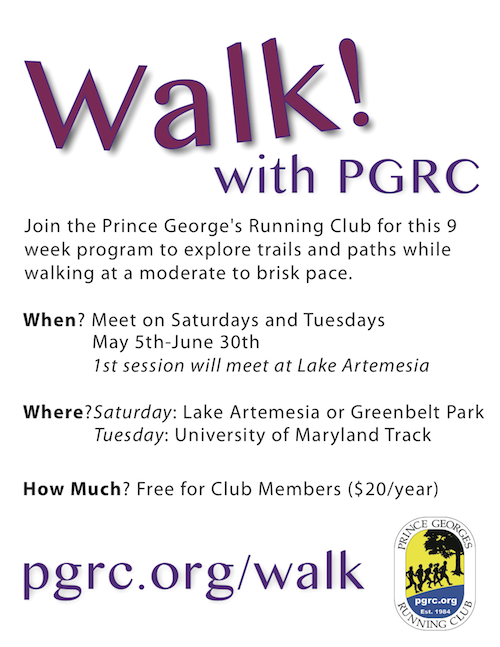 Walk!
with PGRC
Join the Prince George's Running Club for this 9
week program to explore trails and paths while
walking at a moderate to brisk pace.
When? Meet on Saturdays and Tuesdays
May 5th-June 30th
1st session will meet at Lake Artemesia
Where?Saturday: Lake Artemesia or Greenbelt Park
Tuesday: University of Maryland Track
How Much? Free for Club Members ($20/year)
pgrc.org/walk
PRINCE GEORGES
pgrc.org
Est. 1984
RUNNING CLUB